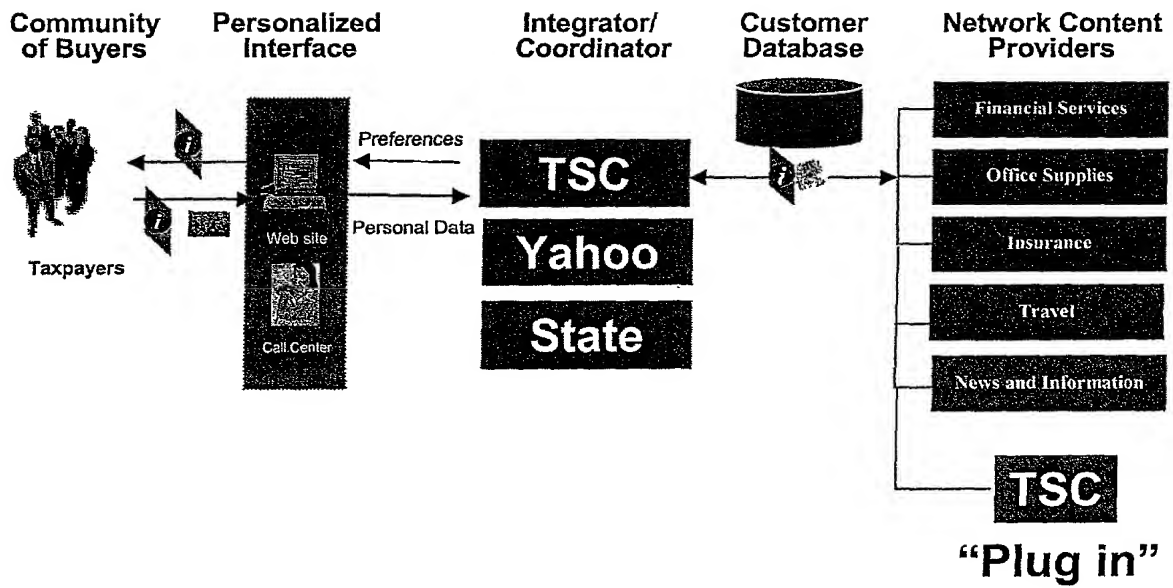 Community
of Buyers
Personalized
Interface
Integrator/
Coordinator
Customer
Database
Network Content
Providers
Taxpayers
i
i
Web site
Call Center
Preferences
Personal Data
TSC
Yahoo
State
i
Financial Services
Office Supplies
Insurance
Travel
News and Information
TSC
“Plug in”